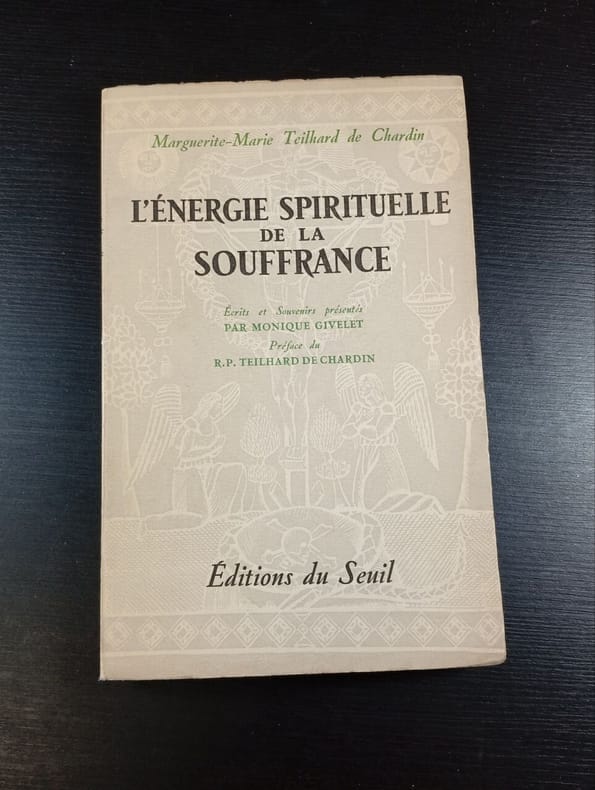 Marguerite-Marie Teilhard de Chardin
L'ÉNERGIE SPIRITUELLE
DE LA
SOUFFRANCE
Écrits et Souvenirs présentés
PAR MONIQUE GIVELET
Préface du
R.P. TEILHARD DE CHARDIN
Éditions du Seuil